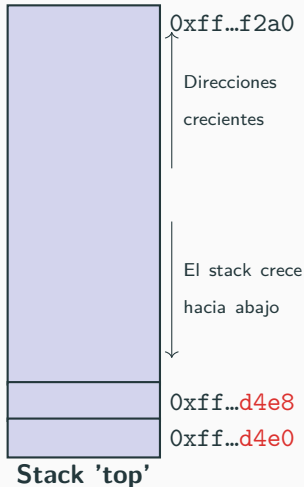 0xff…f2a0
Direcciones
crecientes
El stack crece
hacia abajo
0xff…d4e8
0xff…d4e0
Stack 'top'